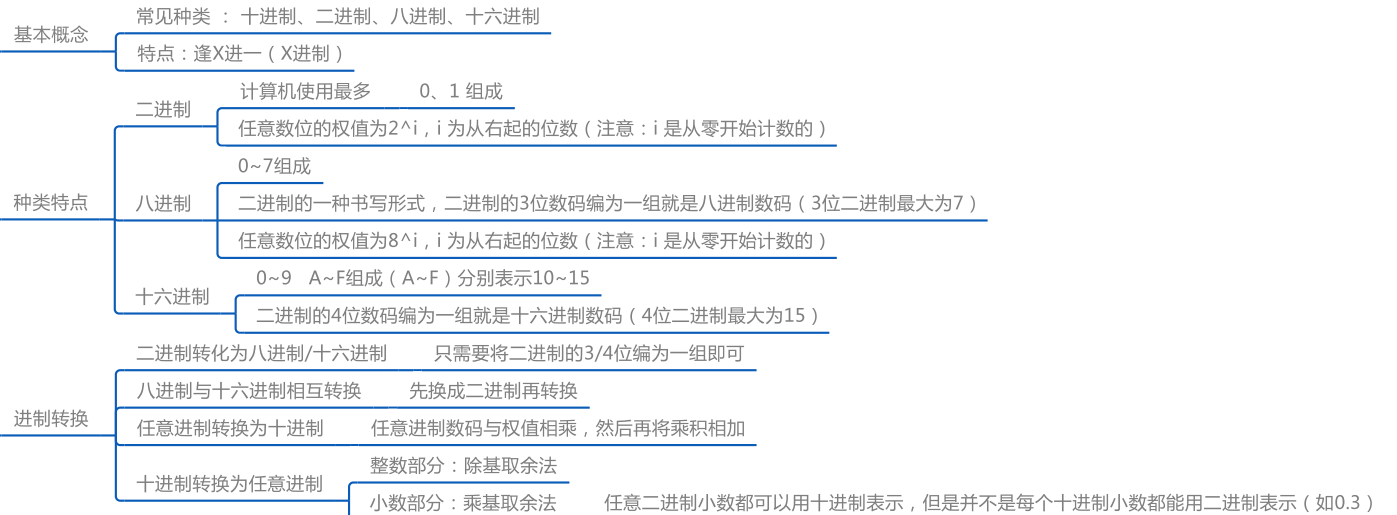 基本概念
常见种类 ： 十进制、二进制、八进制、十六进制
特点：逢X进一（X进制）
种类特点
二进制
计算机使用最多
0、1 组成
任意数位的权值为2^i，i 为从右起的位数（注意：i 是从零开始计数的）
八进制
0~7组成
二进制的一种书写形式，二进制的3位数码编为一组就是八进制数码（3位二进制最大为7）
任意数位的权值为8^i，i 为从右起的位数（注意：i 是从零开始计数的）
十六进制
0~9 A~F组成（A~F）分别表示10~15
二进制的4位数码编为一组就是十六进制数码（4位二进制最大为15）
进制转换
二进制转化为八进制/十六进制
只需要将二进制的3/4位编为一组即可
八进制与十六进制相互转换
先换成二进制再转换
任意进制转换为十进制
任意进制数码与权值相乘，然后再将乘积相加
十进制转换为任意进制
整数部分：除基取余法
小数部分：乘基取余法
任意二进制小数都可以用十进制表示，但是并不是每个十进制小数都能用二进制表示（如0.3）